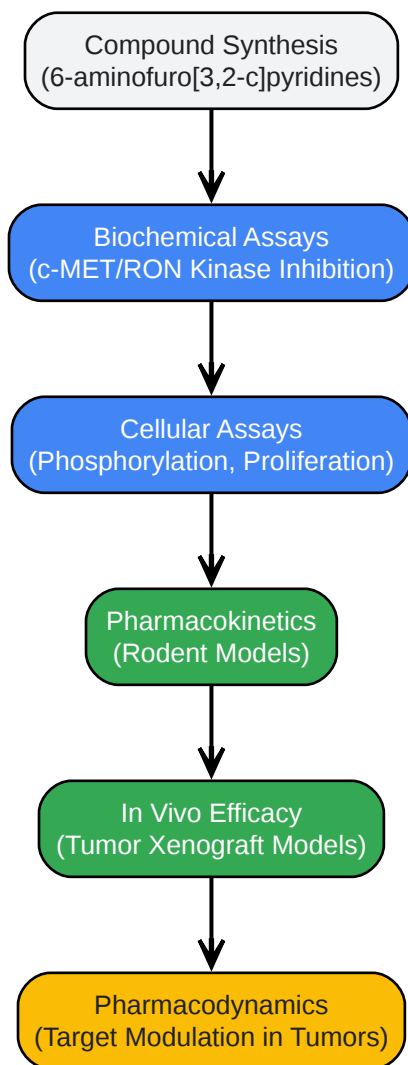 Compound Synthesis
(6-aminofuro[3,2-c]pyridines)
Biochemical Assays
(c-MET/RON Kinase Inhibition)
Cellular Assays
(Phosphorylation, Proliferation)
Pharmacokinetics
(Rodent Models)
In Vivo Efficacy
(Tumor Xenograft Models)
Pharmacodynamics
(Target Modulation in Tumors)